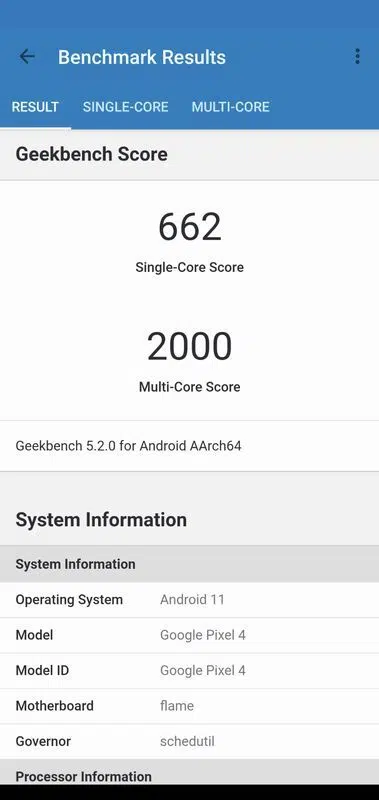 Benchmark Results
RESULT SINGLE-CORE MULTI-CORE
Geekbench Score
662
Single-Core Score
2000
Multi-Core Score
Geekbench 5.2.0 for Android AArch64
System Information
System Information
Operating System Android 11
Model Google Pixel 4
Model ID Google Pixel 4
Motherboard flame
Governor schedutil
Processor Information